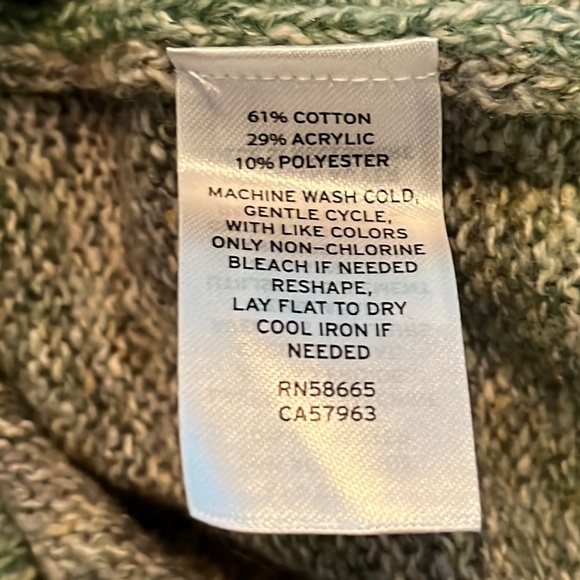 61% COTTON
29% ACRYLIC
10% POLYESTER
MACHINE WASH COLD,
GENTLE CYCLE,
WITH LIKE COLORS
ONLY NON-CHLORINE
BLEACH IF NEEDED
RESHAPE,
LAY FLAT TO DRY
COOL IRON IF
NEEDED
RN58665
CA57963